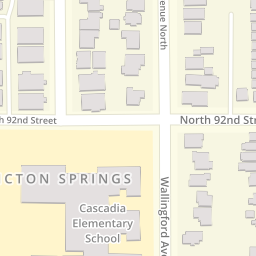 enue North
h 92nd Street
North 92nd Str
CTON SPRINGS
Cascadia
Elementary
School
Wallingford Ave